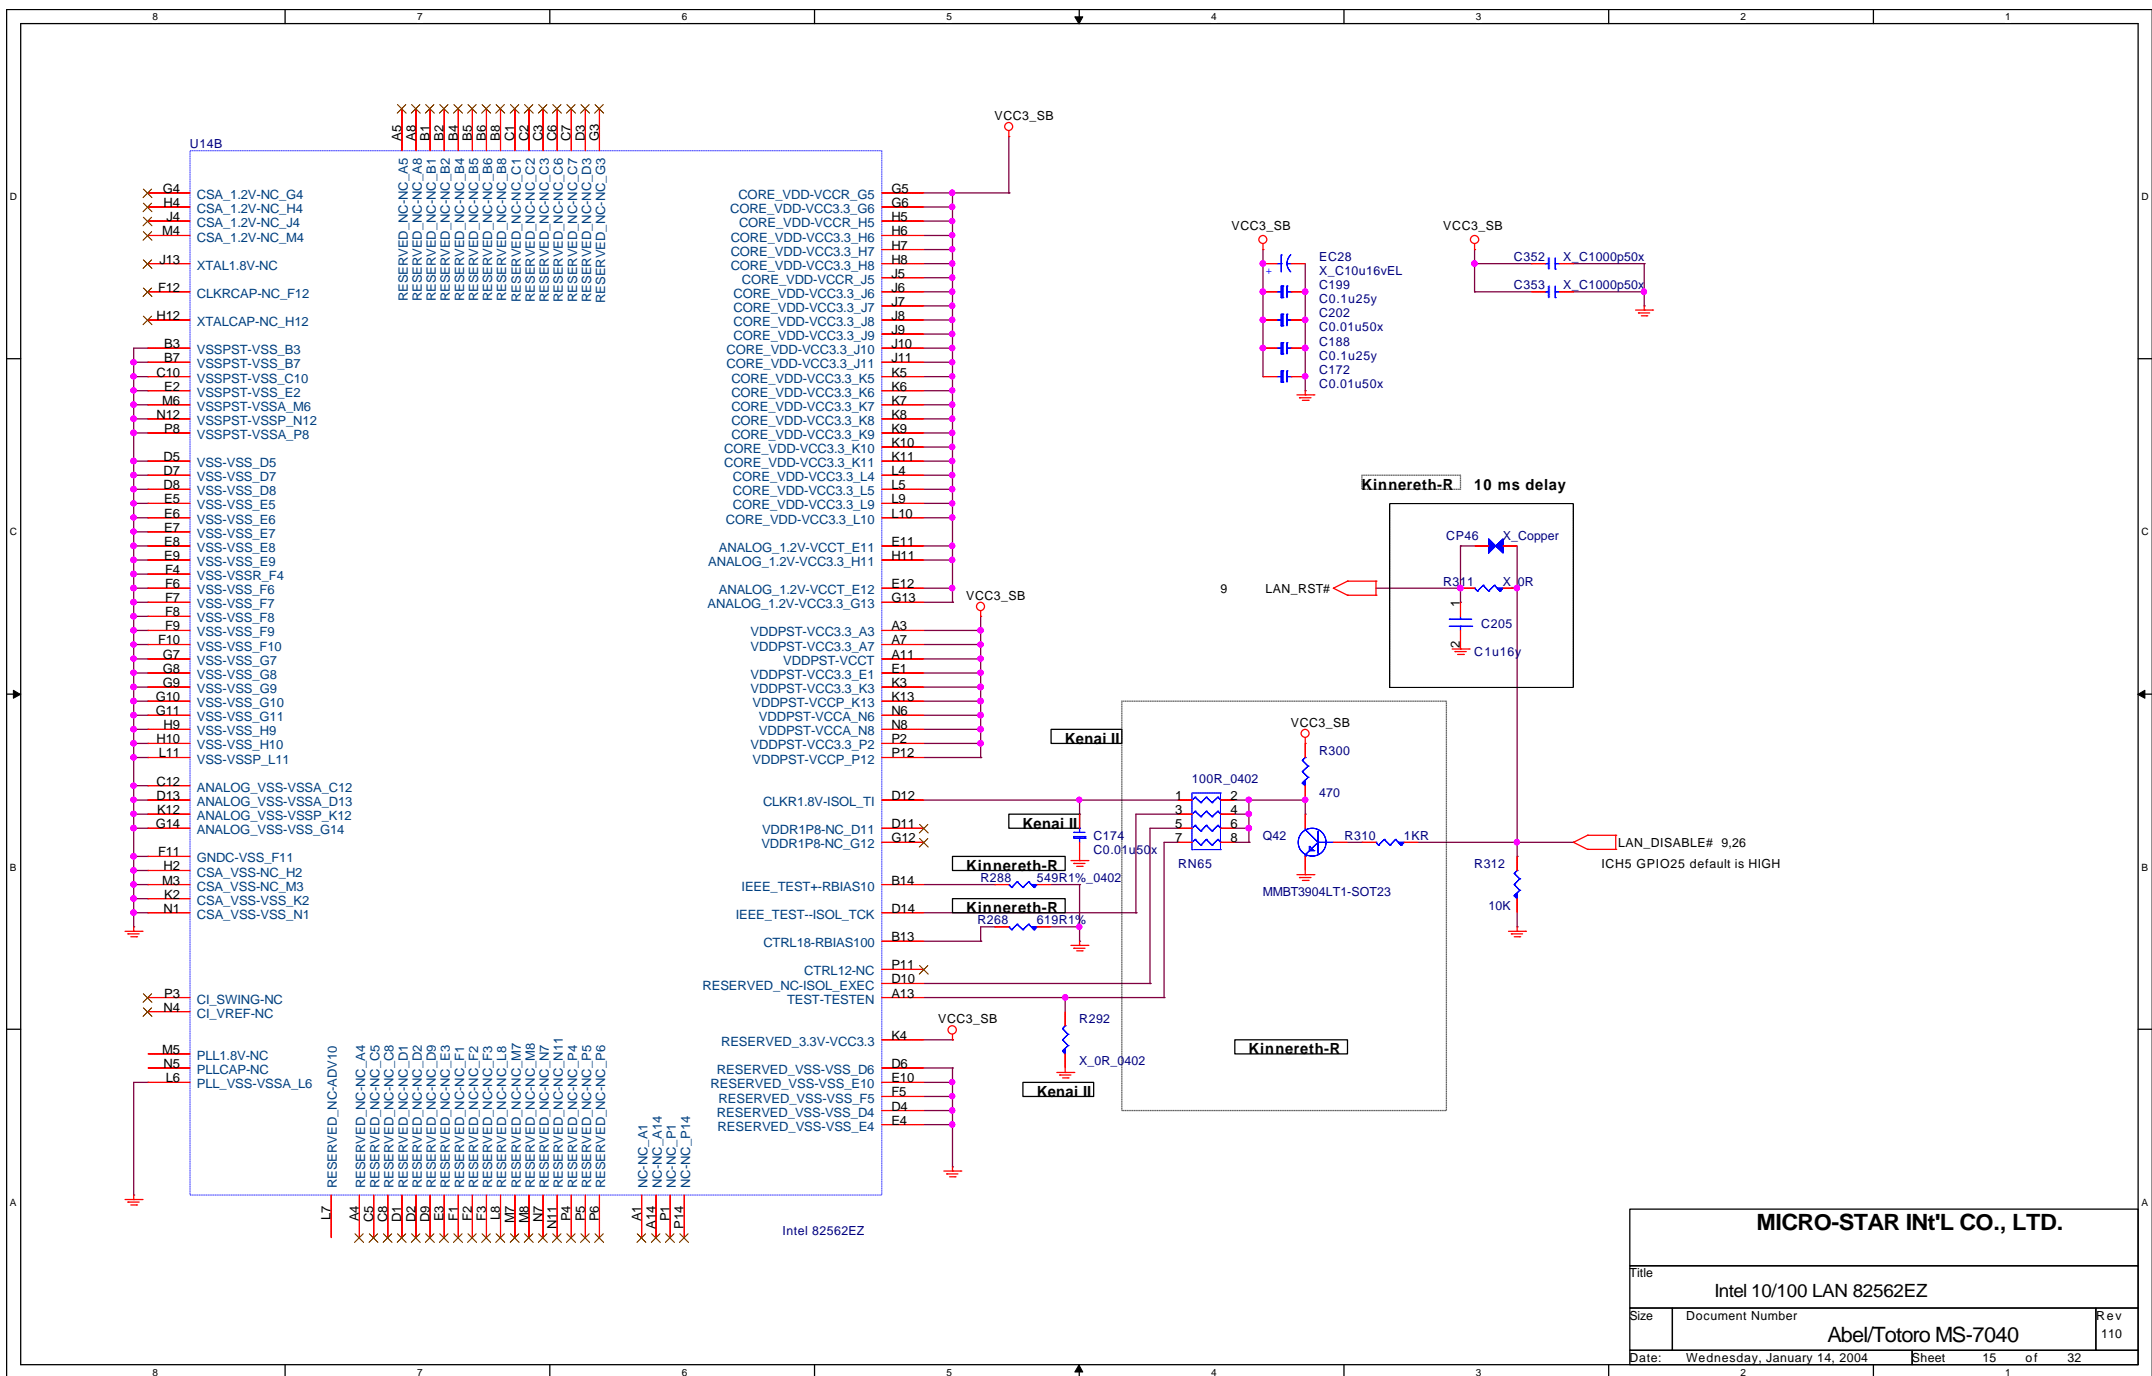 8 7 6 5 4 3 2 1
D
C
B
A
U14B
A5 A8 B1 B2 B4 B5 B6 B8 C1 C2 C3 C6 C7 D3 G3
RESERVED_NC-NC_A5
RESERVED_NC-NC_A8
RESERVED_NC-NC_B1
RESERVED_NC-NC_B2
RESERVED_NC-NC_B4
RESERVED_NC-NC_B5
RESERVED_NC-NC_B6
RESERVED_NC-NC_B8
RESERVED_NC-NC_C1
RESERVED_NC-NC_C2
RESERVED_NC-NC_C3
RESERVED_NC-NC_C6
RESERVED_NC-NC_C7
RESERVED_NC-NC_D3
RESERVED_NC-NC_G3
G4 CSA_1.2V-NC_G4
H4 CSA_1.2V-NC_H4
J4 CSA_1.2V-NC_J4
M4 CSA_1.2V-NC_M4
J13 XTAL1.8V-NC
F12 CLKRCAP-NC_F12
H12 XTALCAP-NC_H12
B3 VSSPST-VSS_B3
B7 VSSPST-VSS_B7
C10 VSSPST-VSS_C10
E2 VSSPST-VSS_E2
M6 VSSPST-VSSA_M6
N12 VSSPST-VSSP_N12
P8 VSSPST-VSSA_P8
D5 VSS-VSS_D5
D7 VSS-VSS_D7
D8 VSS-VSS_D8
E5 VSS-VSS_E5
E6 VSS-VSS_E6
E7 VSS-VSS_E7
E8 VSS-VSS_E8
E9 VSS-VSS_E9
F4 VSS-VSSR_F4
F6 VSS-VSS_F6
F7 VSS-VSS_F7
F8 VSS-VSS_F8
F9 VSS-VSS_F9
F10 VSS-VSS_F10
G7 VSS-VSS_G7
G8 VSS-VSS_G8
G9 VSS-VSS_G9
G10 VSS-VSS_G10
G11 VSS-VSS_G11
H9 VSS-VSS_H9
H10 VSS-VSS_H10
L11 VSS-VSSP_L11
C12 ANALOG_VSS-VSSA_C12
D13 ANALOG_VSS-VSSA_D13
K12 ANALOG_VSS-VSSP_K12
G14 ANALOG_VSS-VSS_G14
F11 GNDC-VSS_F11
H2 CSA_VSS-NC_H2
M3 CSA_VSS-NC_M3
K2 CSA_VSS-VSS_K2
N1 CSA_VSS-VSS_N1
P3 CI_SWING-NC
N4 CI_VREF-NC
M5 PLL1.8V-NC
N5 PLLCAP-NC
L6 PLL_VSS-VSSA_L6
CORE_VDD-VCCR_G5 G5
CORE_VDD-VCC3.3_G6 G6
CORE_VDD-VCCR_H5 H5
CORE_VDD-VCC3.3_H6 H6
CORE_VDD-VCC3.3_H7 H7
CORE_VDD-VCC3.3_H8 H8
CORE_VDD-VCCR_J5 J5
CORE_VDD-VCC3.3_J6 J6
CORE_VDD-VCC3.3_J7 J7
CORE_VDD-VCC3.3_J8 J8
CORE_VDD-VCC3.3_J9 J9
CORE_VDD-VCC3.3_J10 J10
CORE_VDD-VCC3.3_J11 J11
CORE_VDD-VCC3.3_K5 K5
CORE_VDD-VCC3.3_K6 K6
CORE_VDD-VCC3.3_K7 K7
CORE_VDD-VCC3.3_K8 K8
CORE_VDD-VCC3.3_K9 K9
CORE_VDD-VCC3.3_K10 K10
CORE_VDD-VCC3.3_K11 K11
CORE_VDD-VCC3.3_L4 L4
CORE_VDD-VCC3.3_L5 L5
CORE_VDD-VCC3.3_L9 L9
CORE_VDD-VCC3.3_L10 L10
ANALOG_1.2V-VCCT_E11 E11
ANALOG_1.2V-VCC3.3_H11 H11
ANALOG_1.2V-VCCT_E12 E12
ANALOG_1.2V-VCC3.3_G13 G13
VDDPST-VCC3.3_A3 A3
VDDPST-VCC3.3_A7 A7
VDDPST-VCCT A11
VDDPST-VCC3.3_E1 E1
VDDPST-VCC3.3_K3 K3
VDDPST-VCCP_K13 K13
VDDPST-VCCA_N6 N6
VDDPST-VCCA_N8 N8
VDDPST-VCC3.3_P2 P2
VDDPST-VCCP_P12 P12
CLKR1.8V-ISOL_TI D12
VDDR1P8-NC_D11 D11
VDDR1P8-NC_G12 G12
IEEE_TEST+-RBIAS10 B14
IEEE_TEST--ISOL_TCK D14
CTRL18-RBIAS100 B13
CTRL12-NC P11
RESERVED_NC-ISOL_EXEC D10
TEST-TESTEN A13
RESERVED_3.3V-VCC3.3 K4
RESERVED_VSS-VSS_D6 D6
RESERVED_VSS-VSS_E10 E10
RESERVED_VSS-VSS_F5 F5
RESERVED_VSS-VSS_D4 D4
RESERVED_VSS-VSS_E4 E4
RESERVED_NC-ADV10
RESERVED_NC-NC_A4
RESERVED_NC-NC_C5
RESERVED_NC-NC_C8
RESERVED_NC-NC_D1
RESERVED_NC-NC_D2
RESERVED_NC-NC_D9
RESERVED_NC-NC_E3
RESERVED_NC-NC_F1
RESERVED_NC-NC_F2
RESERVED_NC-NC_F3
RESERVED_NC-NC_L8
RESERVED_NC-NC_M7
RESERVED_NC-NC_M8
RESERVED_NC-NC_N7
RESERVED_NC-NC_N11
RESERVED_NC-NC_P4
RESERVED_NC-NC_P5
RESERVED_NC-NC_P6
NC-NC_A1
NC-NC_A14
NC-NC_P1
NC-NC_P14
L7 A4 C5 C8 D1 D2 D9 E3 F1 F2 F3 L8 M7 M8 N7 N11 P4 P5 P6 A1 A14 P1 P14
Intel 82562EZ
VCC3_SB
VCC3_SB
VCC3_SB
VCC3_SB
EC28
+ X_C10u16vEL
C199
C0.1u25y
C202
C0.01u50x
C188
C0.1u25y
C172
C0.01u50x
VCC3_SB
C352 X_C1000p50x
C353 X_C1000p50x
Kinnereth-R 10 ms delay
CP46 X_Copper
R311 X_0R
9 LAN_RST#
1
C205
2
C1u16y
Kenai II
VCC3_SB
R300
470
100R_0402
1 2
3 4
5 6
7 8
RN65
Q42
R310 1KR
MMBT3904LT1-SOT23
LAN_DISABLE# 9,26
ICH5 GPIO25 default is HIGH
R312
10K
Kenai II
C174
C0.01u50x
Kinnereth-R
R288 549R1%_0402
Kinnereth-R
R268 619R1%
R292
X_0R_0402
Kenai II
Kinnereth-R
MICRO-STAR INt'L CO., LTD.
Title
Intel 10/100 LAN 82562EZ
Size Document Number Rev
Abel/Totoro MS-7040 110
Date: Wednesday, January 14, 2004 Sheet 15 of 32
8 7 6 5 4 3 2 1
D
C
B
A